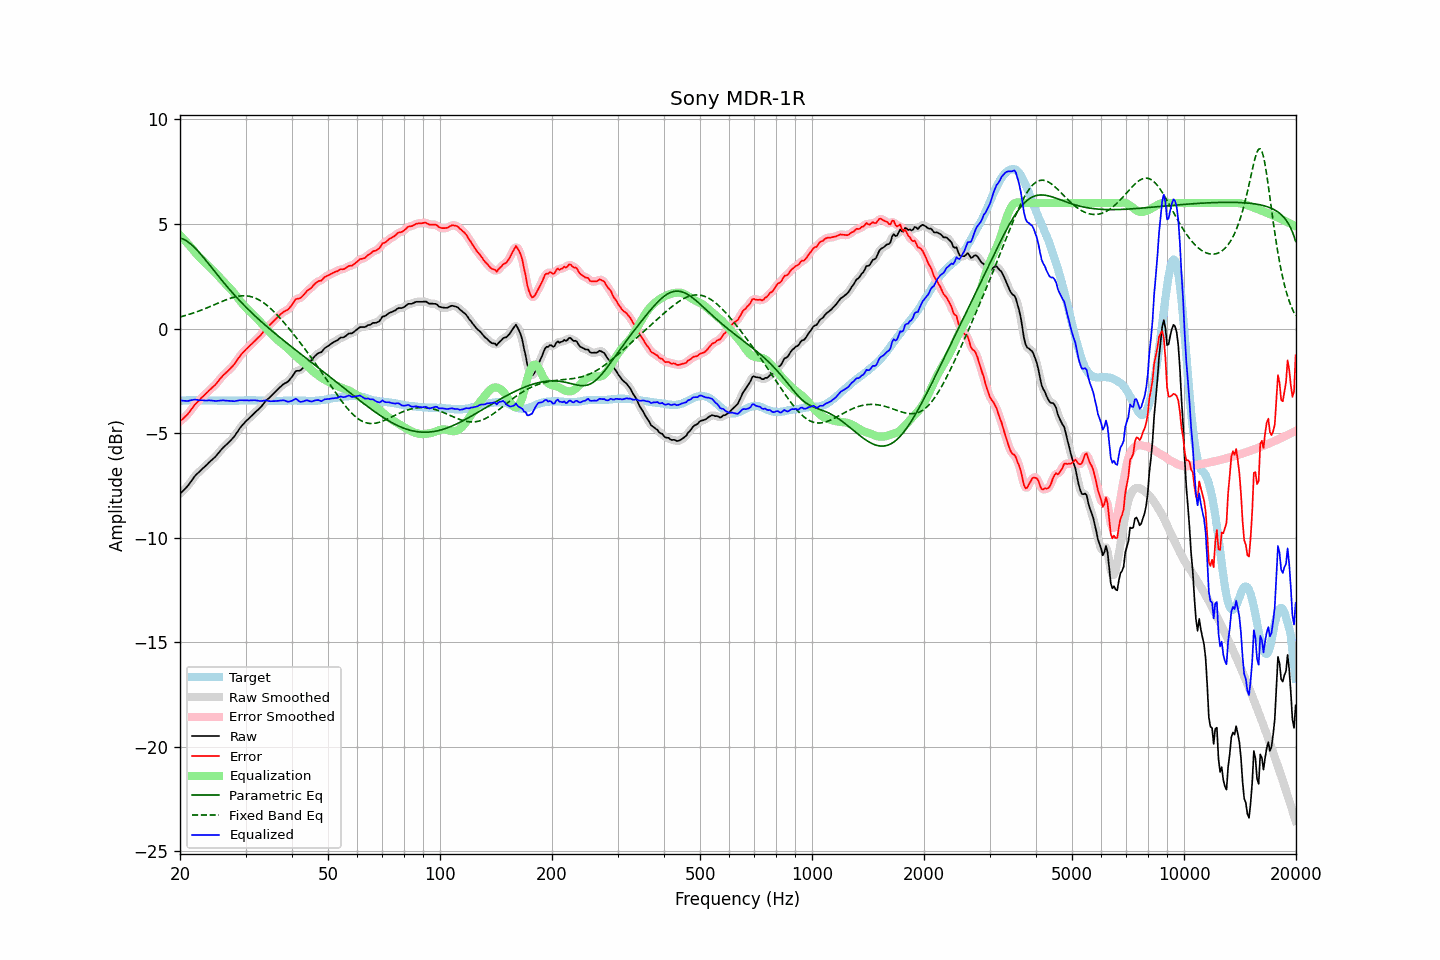 Sony MDR-1R
10
5
0
−5
−10
−15
−20
−25
Amplitude (dBr)
Target
Raw Smoothed
Error Smoothed
Raw
Error
Equalization
Parametric Eq
Fixed Band Eq
Equalized
20 50 100 200 500 1000 2000 5000 10000 20000
Frequency (Hz)